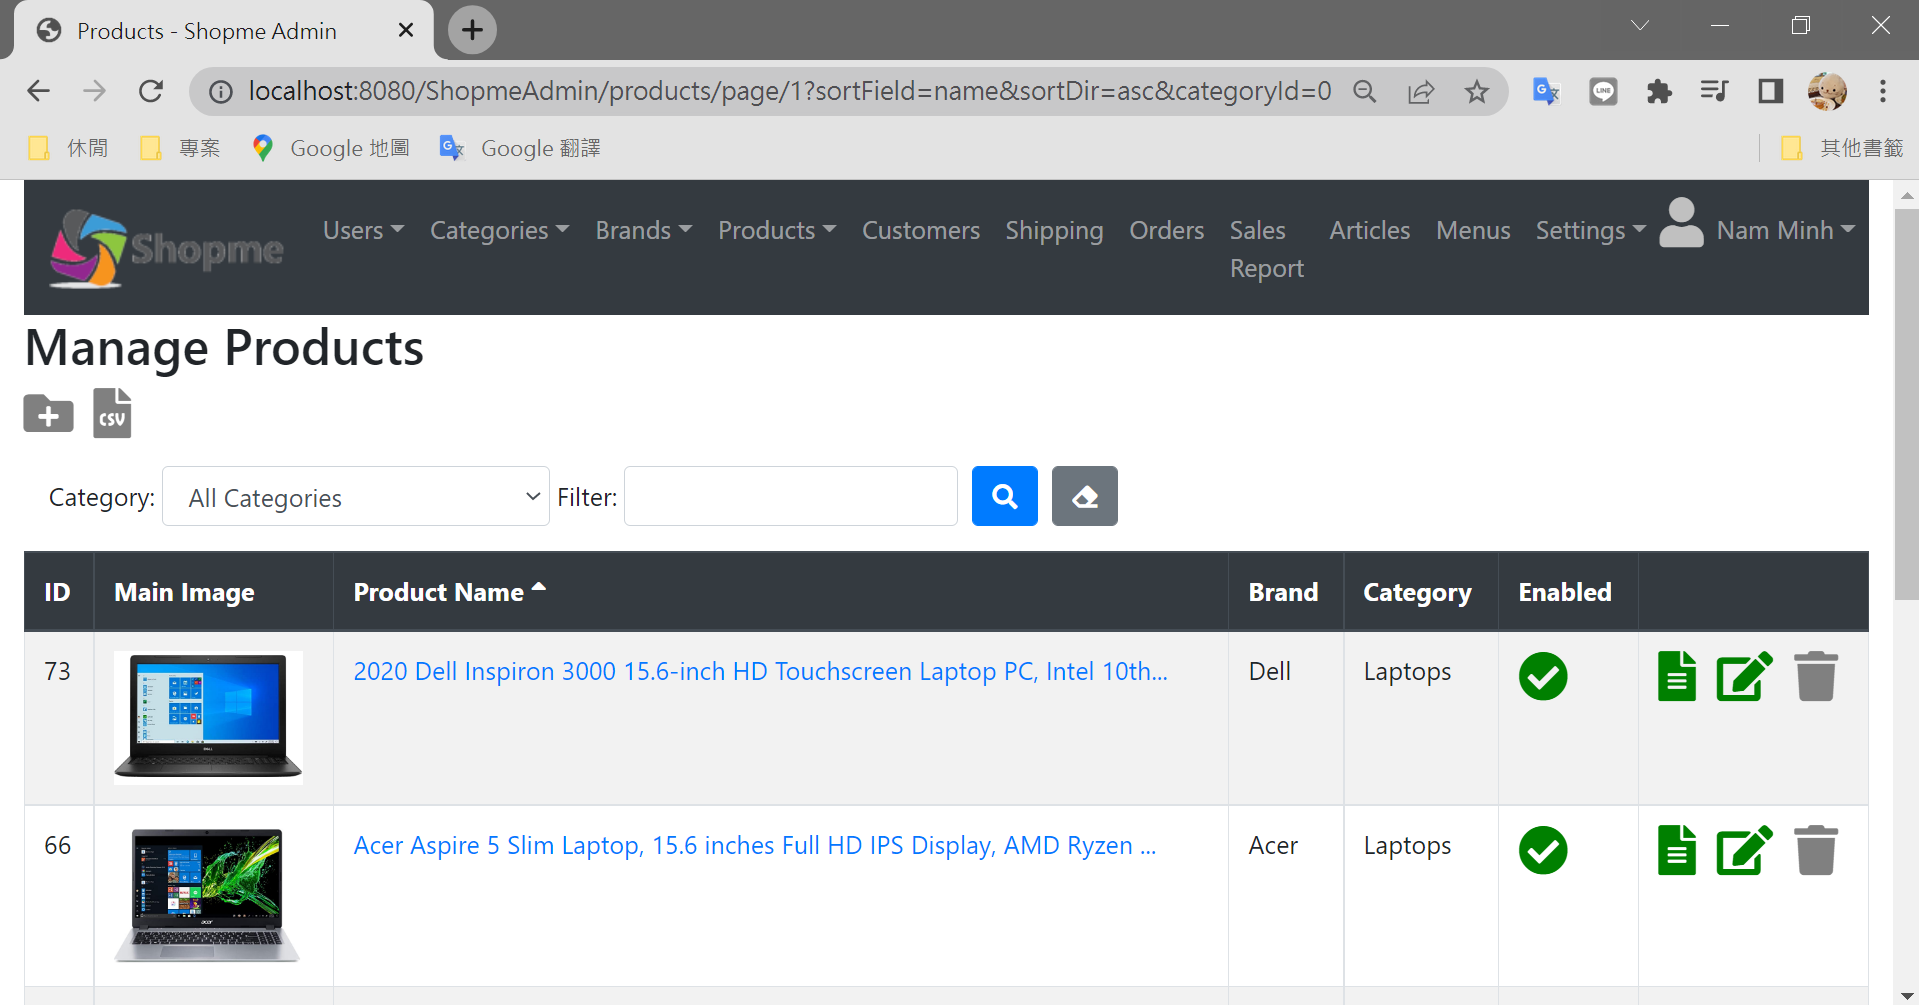 Products - Shopme Admin
localhost:8080/ShopmeAdmin/products/page/1?sortField=name&sortDir=asc&categoryId=0
休閒 專案 Google 地圖 Google 翻譯 其他書籤
Shopme Users Categories Brands Products Customers Shipping Orders Sales Report Articles Menus Settings Nam Minh
Manage Products
CSV
Category: All Categories Filter:
ID Main Image Product Name Brand Category Enabled
73 2020 Dell Inspiron 3000 15.6-inch HD Touchscreen Laptop PC, Intel 10th... Dell Laptops
66 Acer Aspire 5 Slim Laptop, 15.6 inches Full HD IPS Display, AMD Ryzen ... Acer Laptops